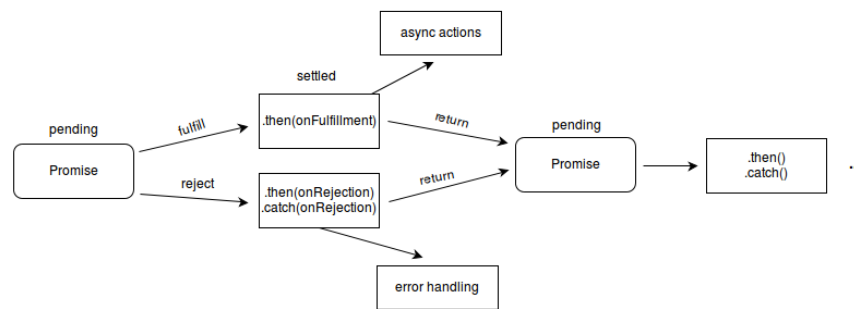 async actions
settled
.then(onFulfillment)
fulfill
return
pending
Promise
pending
Promise
reject
.then(onRejection)
.catch(onRejection)
return
.then()
.catch()
.
error handling